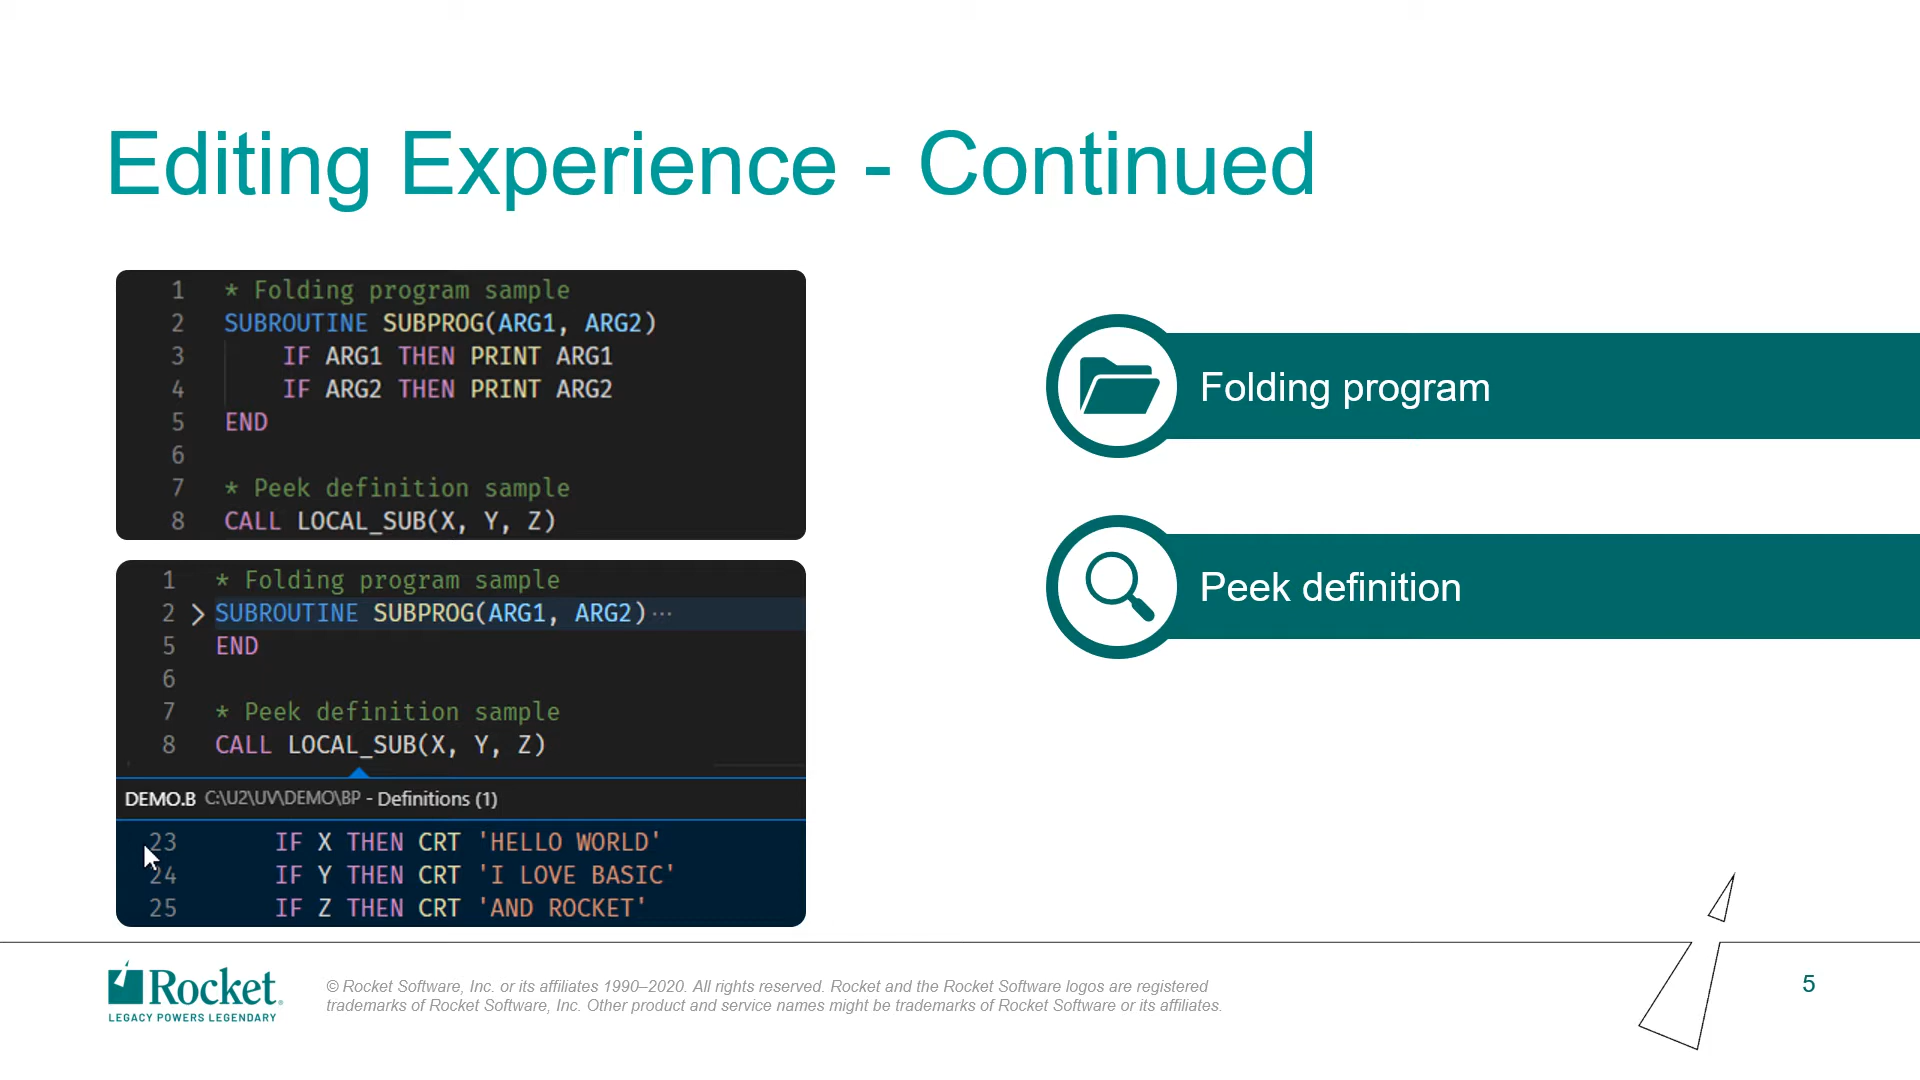 Editing Experience - Continued
1 * Folding program sample
2 SUBROUTINE SUBPROG(ARG1, ARG2)
3 IF ARG1 THEN PRINT ARG1
4 IF ARG2 THEN PRINT ARG2
5 END
6
7 * Peek definition sample
8 CALL LOCAL_SUB(X, Y, Z)
1 * Folding program sample
2 SUBROUTINE SUBPROG(ARG1, ARG2) ···
5 END
6
7 * Peek definition sample
8 CALL LOCAL_SUB(X, Y, Z)
DEMO.B C:\U2\UV\DEMO\BP - Definitions (1)
23 IF X THEN CRT 'HELLO WORLD'
24 IF Y THEN CRT 'I LOVE BASIC'
25 IF Z THEN CRT 'AND ROCKET'
Folding program
Peek definition
Rocket
LEGACY POWERS LEGENDARY
© Rocket Software, Inc. or its affiliates 1990–2020. All rights reserved. Rocket and the Rocket Software logos are registered
trademarks of Rocket Software, Inc. Other product and service names might be trademarks of Rocket Software or its affiliates.
5